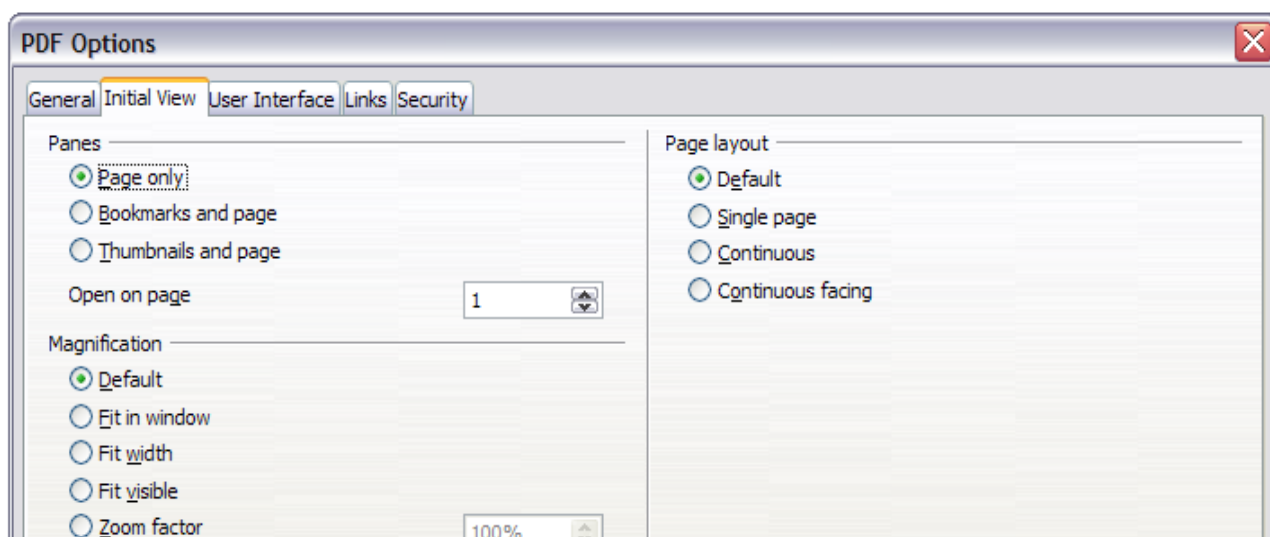 PDF Options
General Initial View User Interface Links Security
Panes
Page only
Bookmarks and page
Thumbnails and page
Open on page 1
Magnification
Default
Fit in window
Fit width
Fit visible
Zoom factor 100%
Page layout
Default
Single page
Continuous
Continuous facing